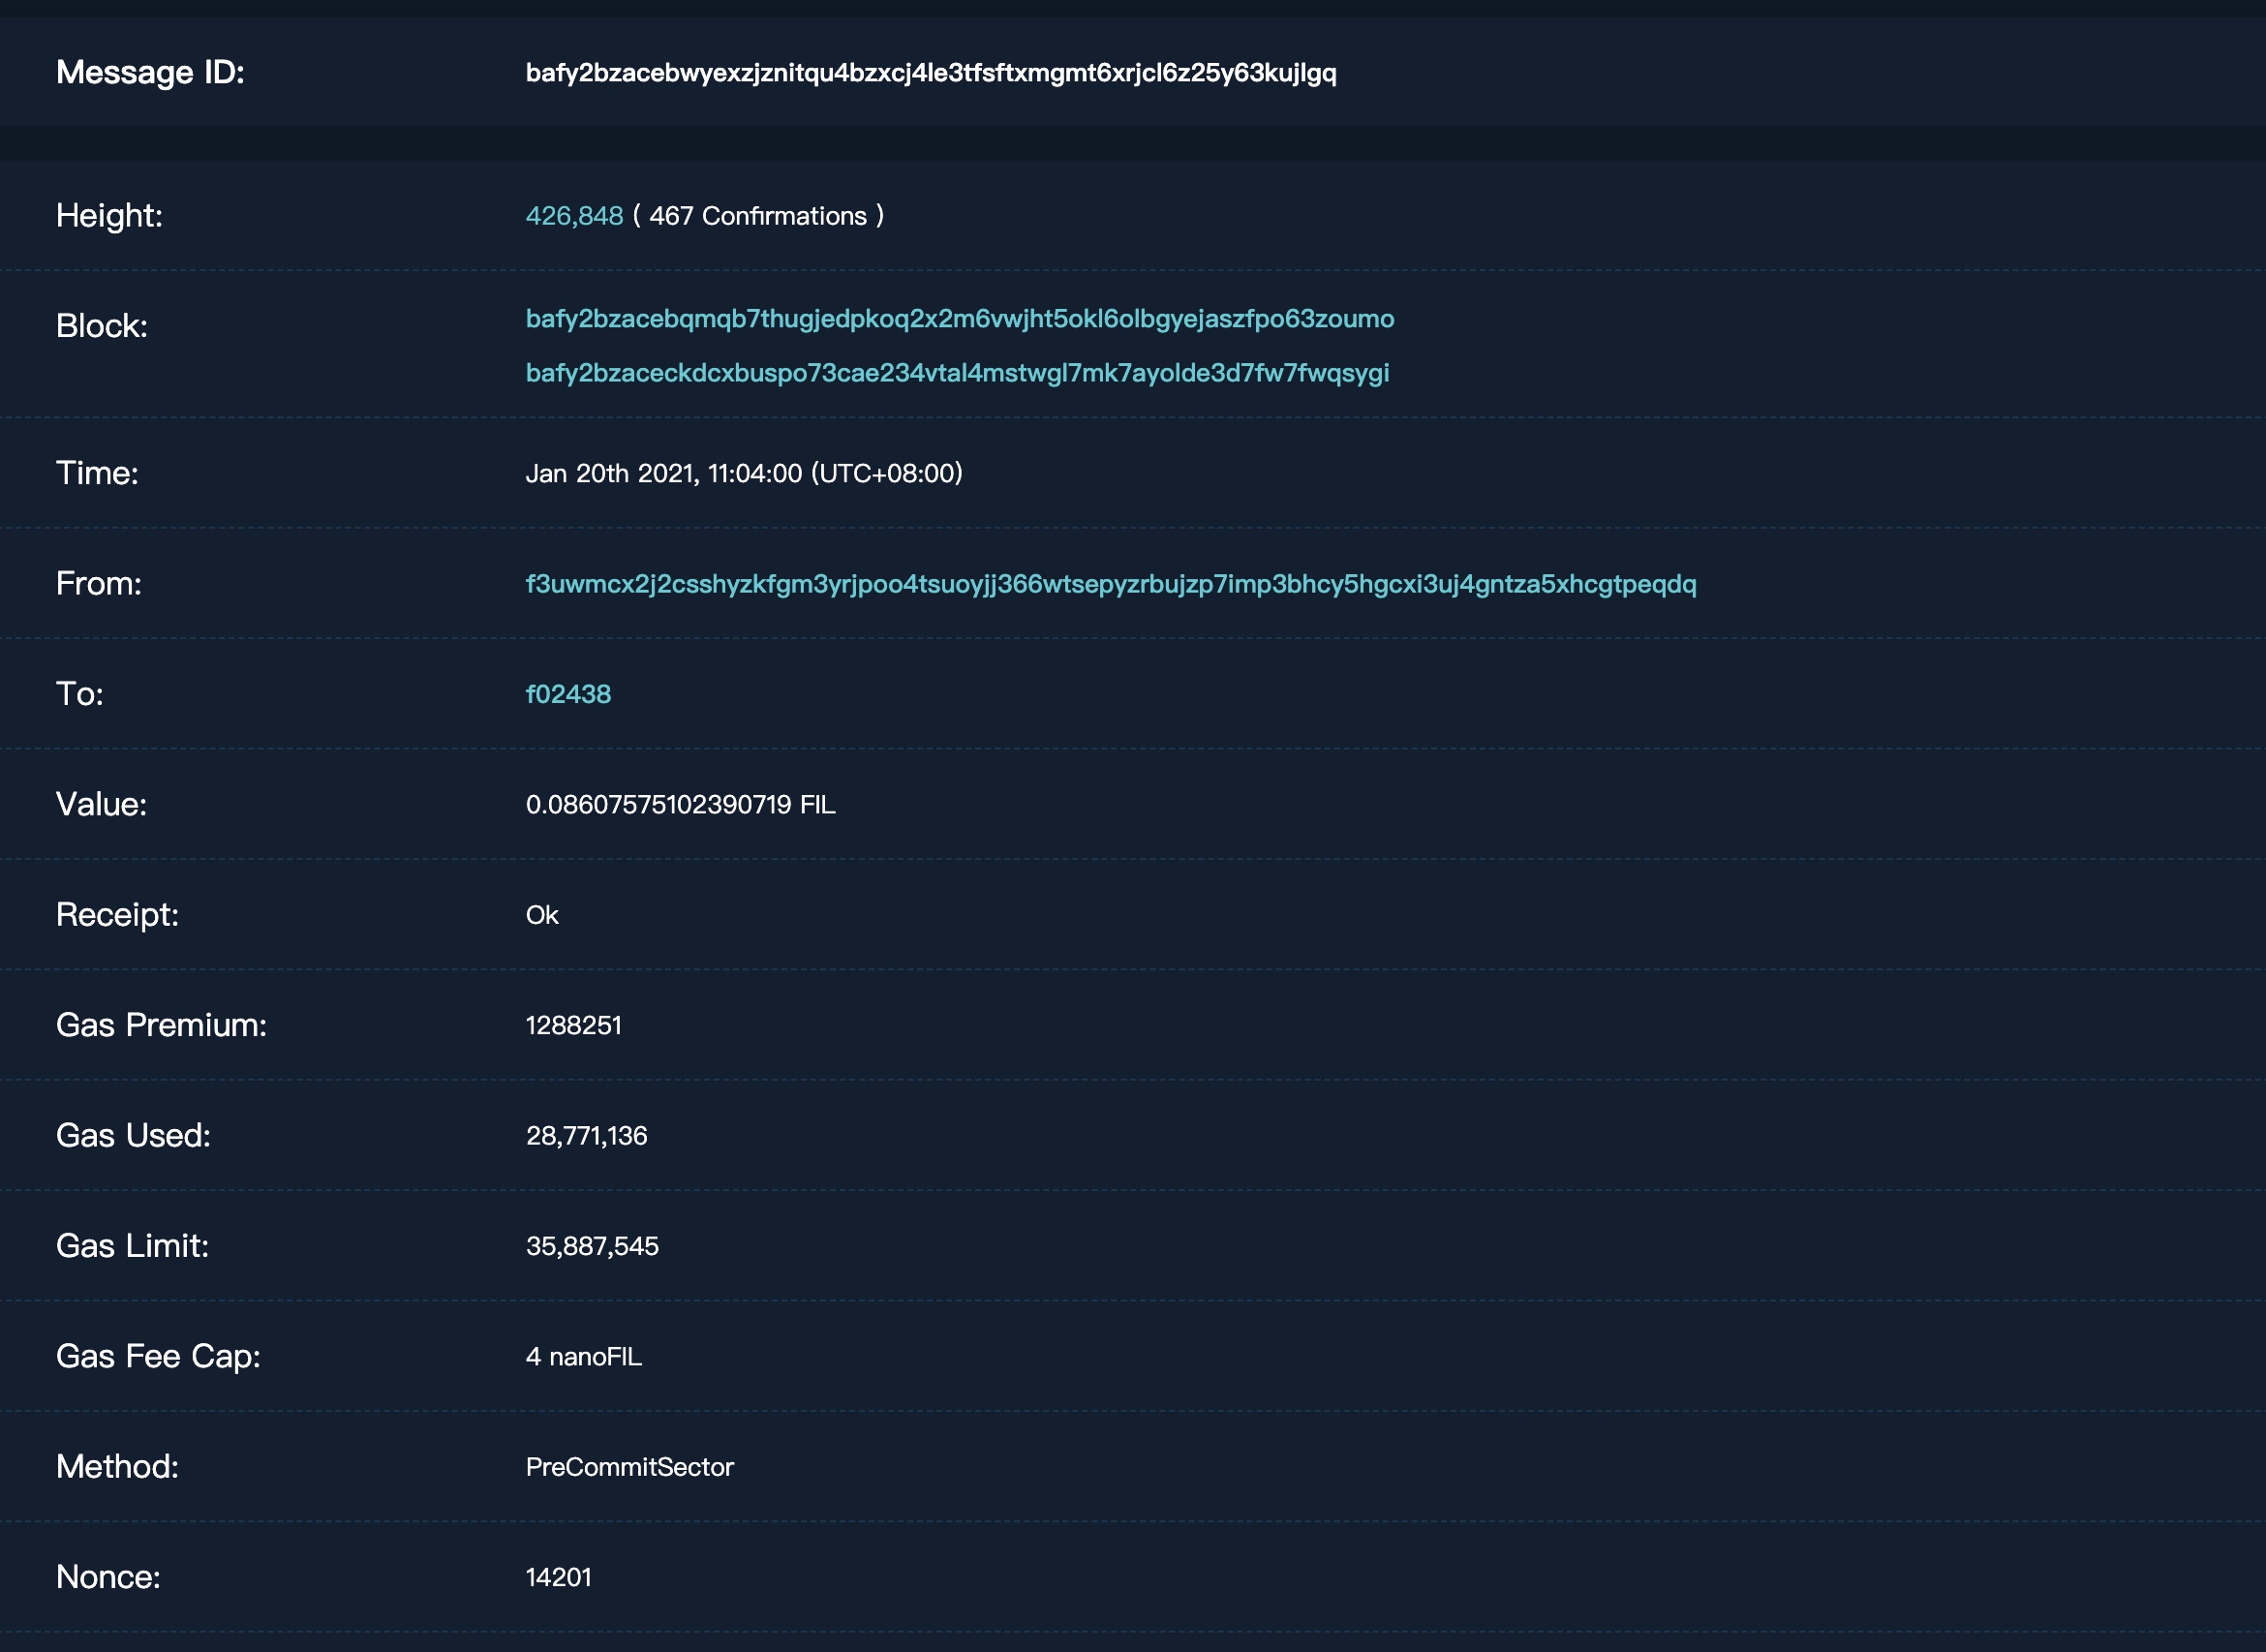 Message ID: bafy2bzacebwyexzjznitqu4bzxcj4le3tfsftxmgmt6xrjcl6z25y63kujlgq
Height: 426,848 ( 467 Confirmations )
Block: bafy2bzacebqmqb7thugjedpkoq2x2m6vwjht5okl6olbgyejaszfpo63zoumo
bafy2bzaceckdcxbuspo73cae234vtal4mstwgl7mk7ayolde3d7fw7fwqsygi
Time: Jan 20th 2021, 11:04:00 (UTC+08:00)
From: f3uwmcx2j2csshyzkfgm3yrjpoo4tsuoyjj366wtsepyzrbujzp7imp3bhcy5hgcxi3uj4gntza5xhcgtpeqdq
To: f02438
Value: 0.08607575102390719 FIL
Receipt: Ok
Gas Premium: 1288251
Gas Used: 28,771,136
Gas Limit: 35,887,545
Gas Fee Cap: 4 nanoFIL
Method: PreCommitSector
Nonce: 14201